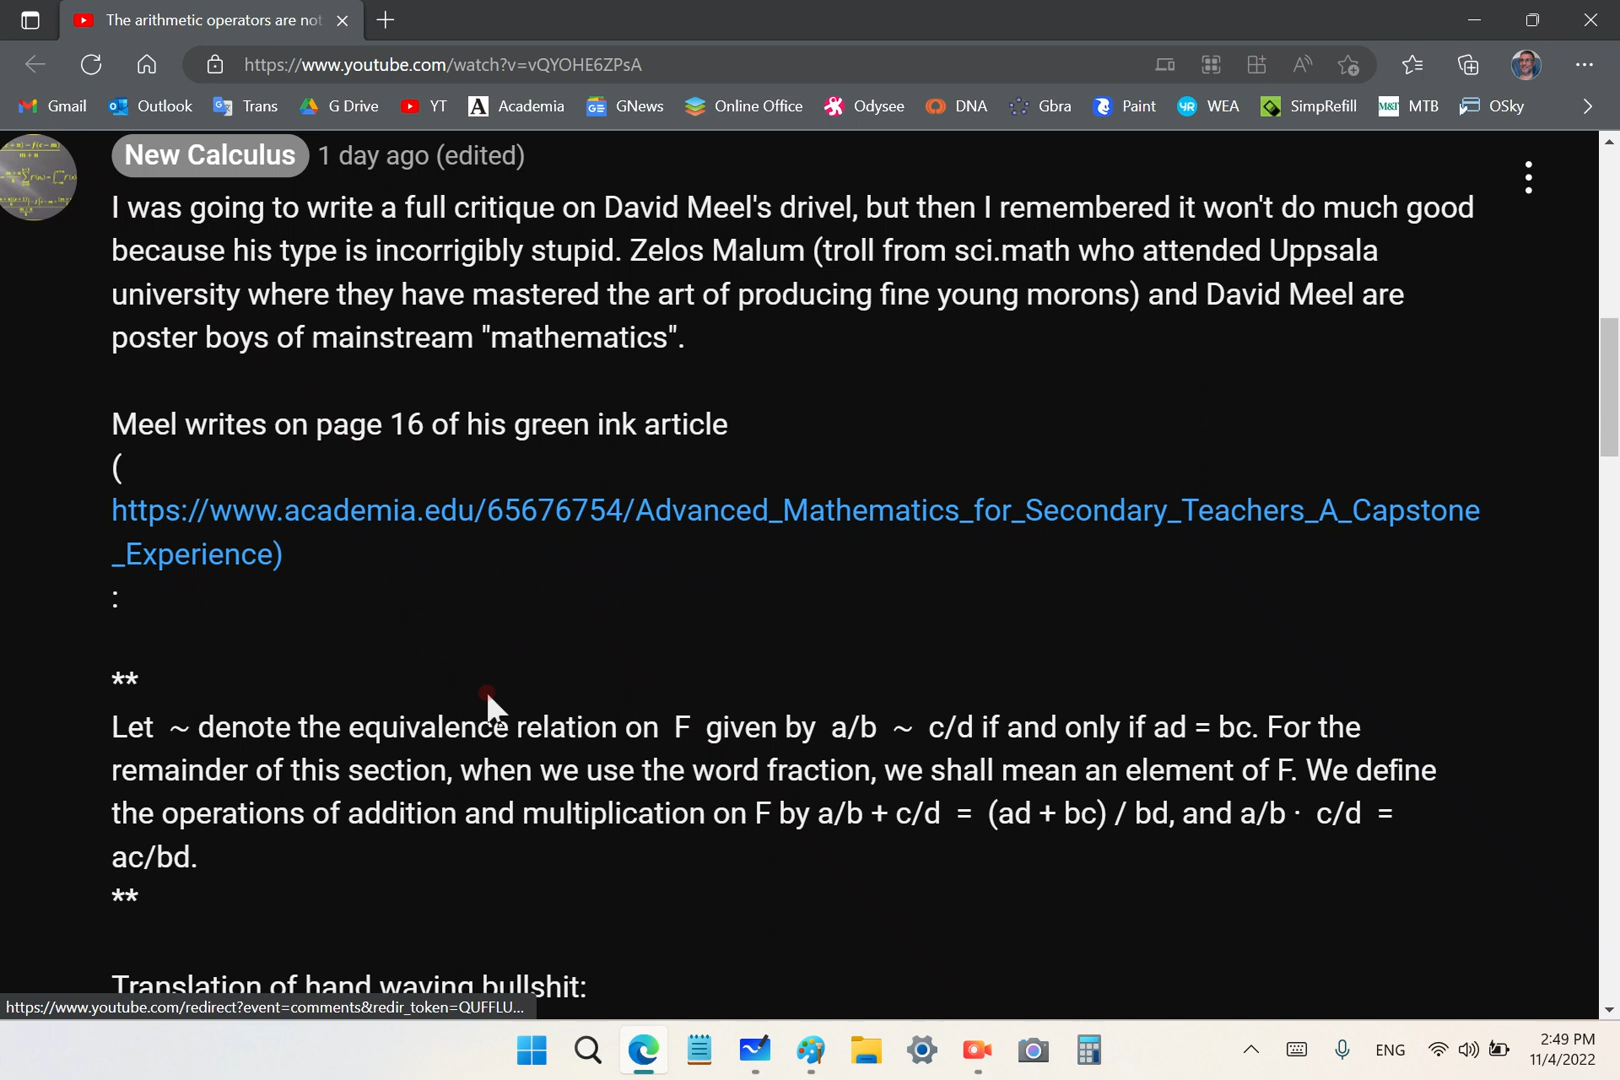 The arithmetic operators are not
https://www.youtube.com/watch?v=vQYOHE6ZPsA
Gmail Outlook Trans G Drive YT Academia GNews Online Office Odysee DNA Gbra Paint WEA SimpRefill MTB OSky
New Calculus 1 day ago (edited)
I was going to write a full critique on David Meel's drivel, but then I remembered it won't do much good
because his type is incorrigibly stupid. Zelos Malum (troll from sci.math who attended Uppsala
university where they have mastered the art of producing fine young morons) and David Meel are
poster boys of mainstream "mathematics".
Meel writes on page 16 of his green ink article
(
https://www.academia.edu/65676754/Advanced_Mathematics_for_Secondary_Teachers_A_Capstone
_Experience)
:
**
Let ~ denote the equivalence relation on F given by a/b ~ c/d if and only if ad = bc. For the
remainder of this section, when we use the word fraction, we shall mean an element of F. We define
the operations of addition and multiplication on F by a/b + c/d = (ad + bc) / bd, and a/b · c/d =
ac/bd.
**
Translation of hand waving bullshit:
https://www.youtube.com/redirect?event=comments&redir_token=QUFFLU...
ENG
2:49 PM
11/4/2022